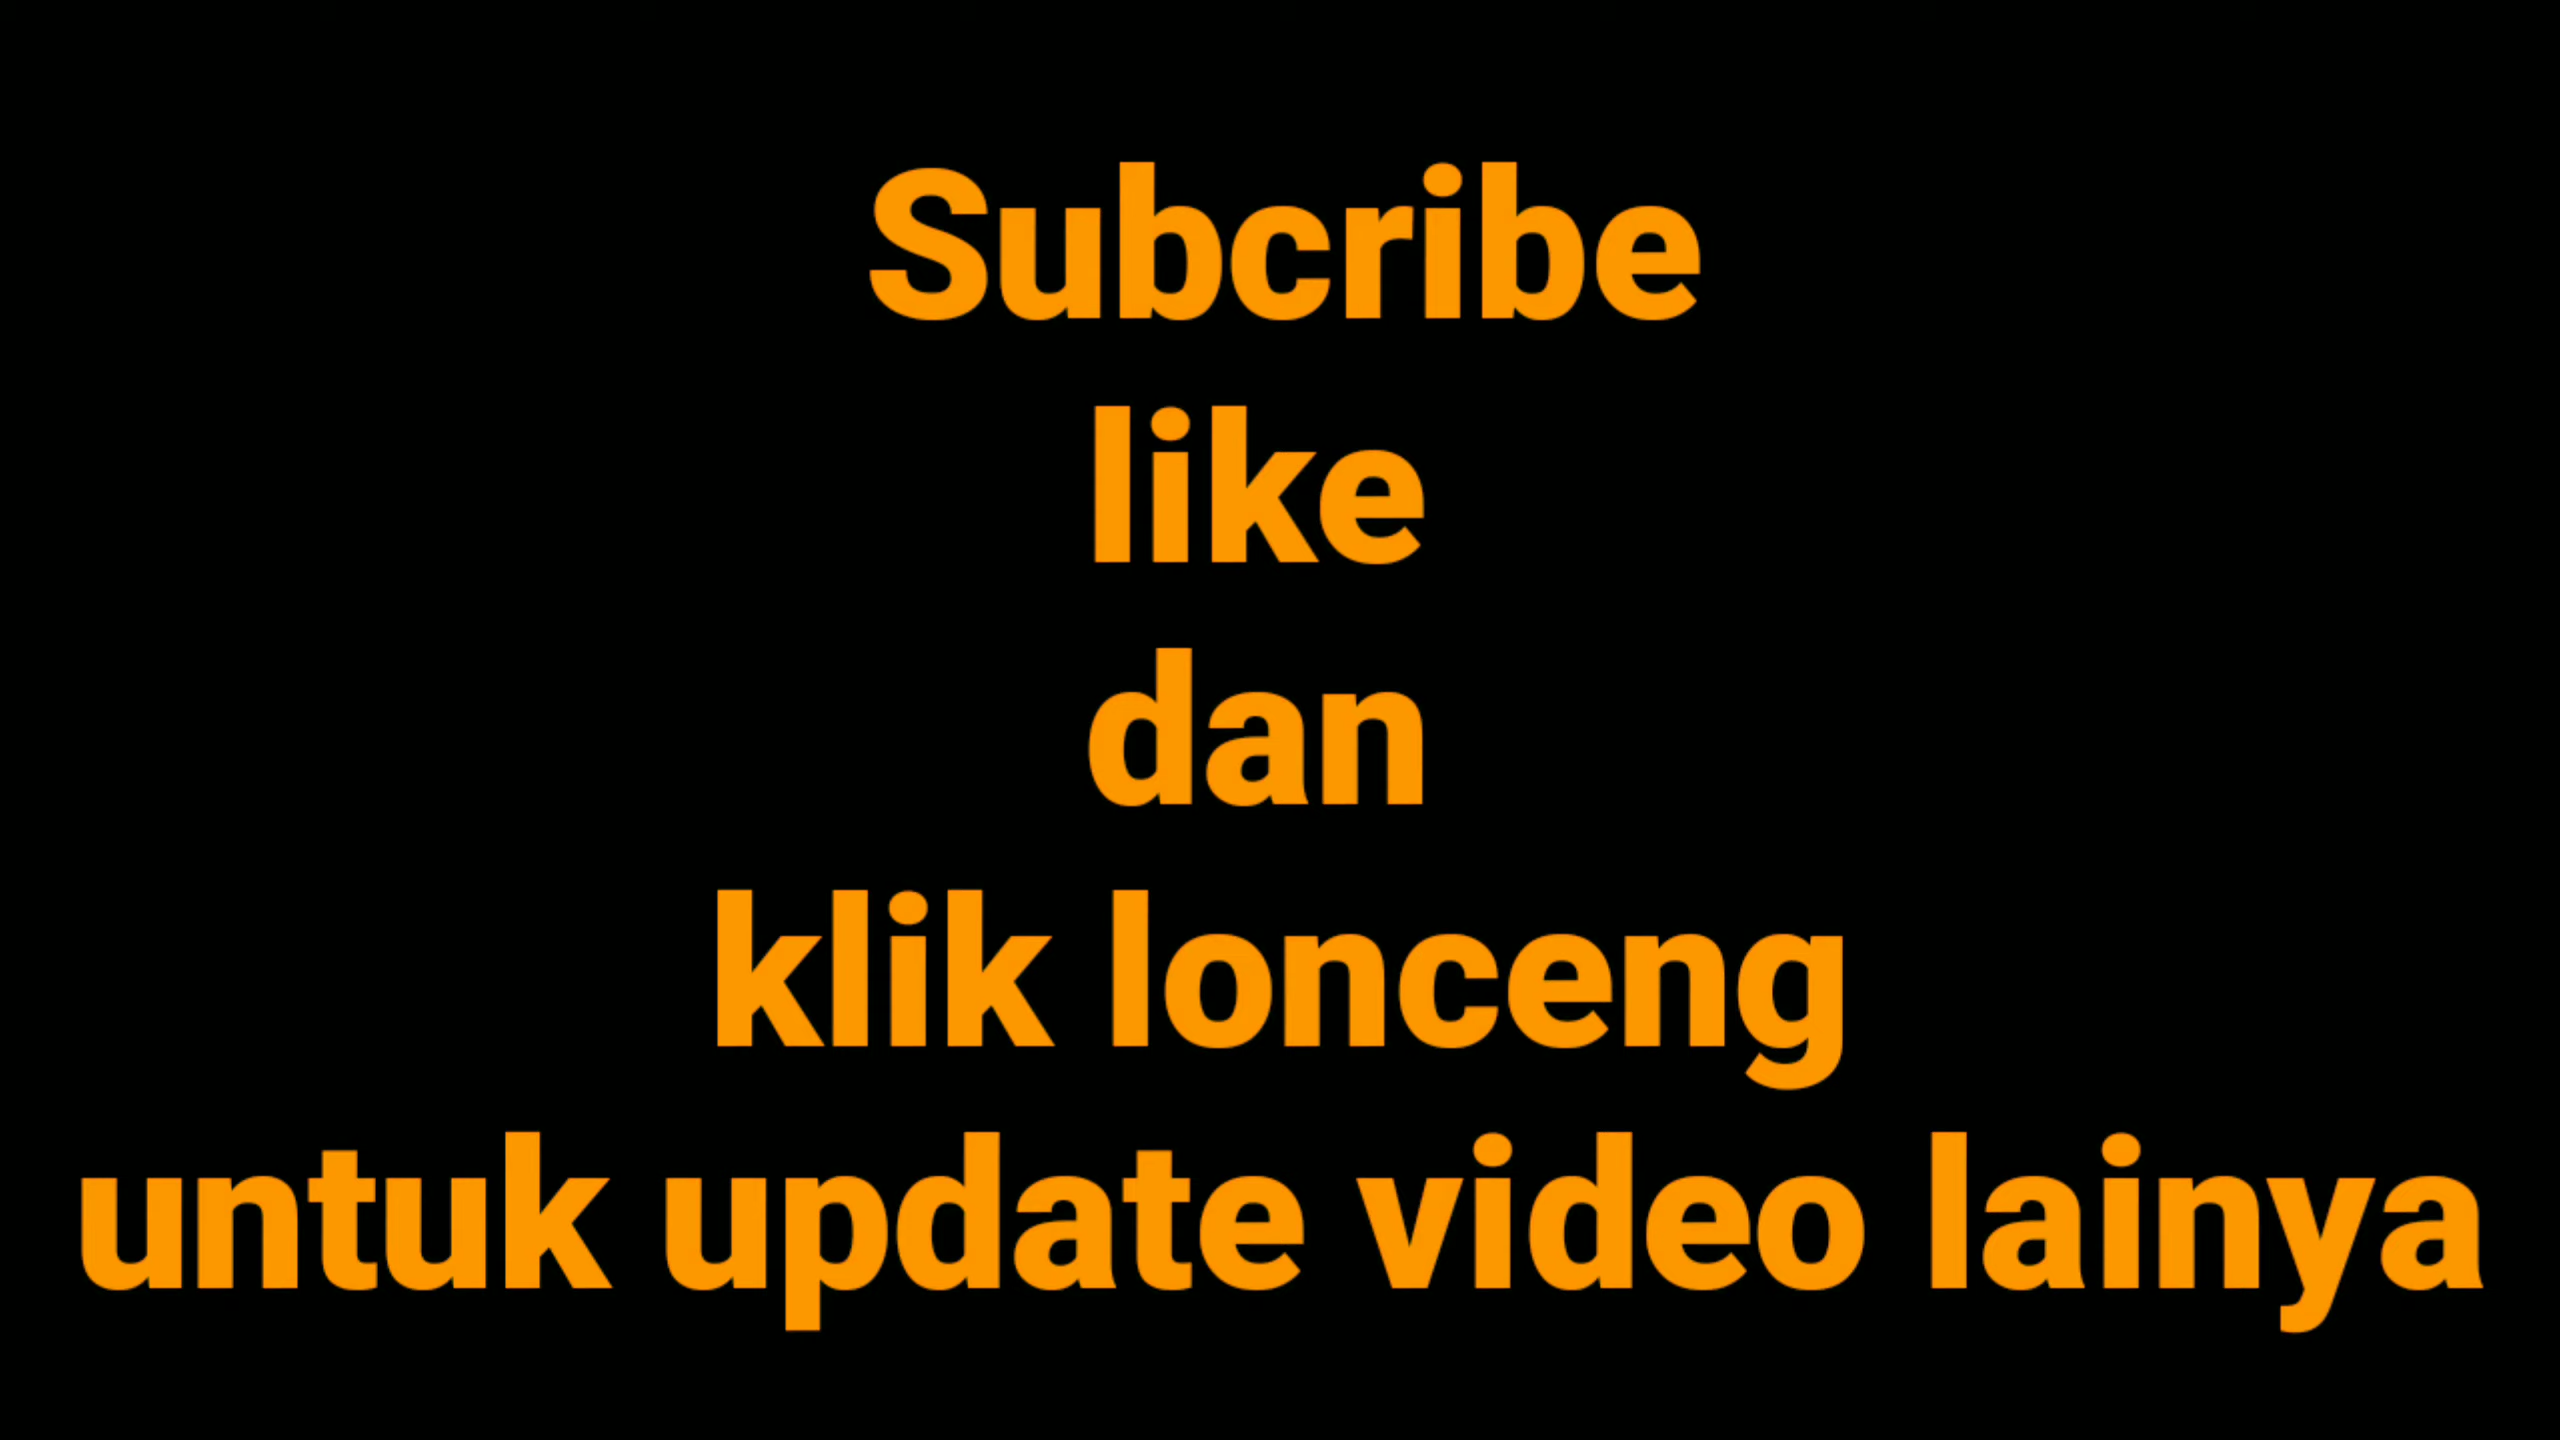 Subcribe
like
dan
klik lonceng
untuk update video lainya